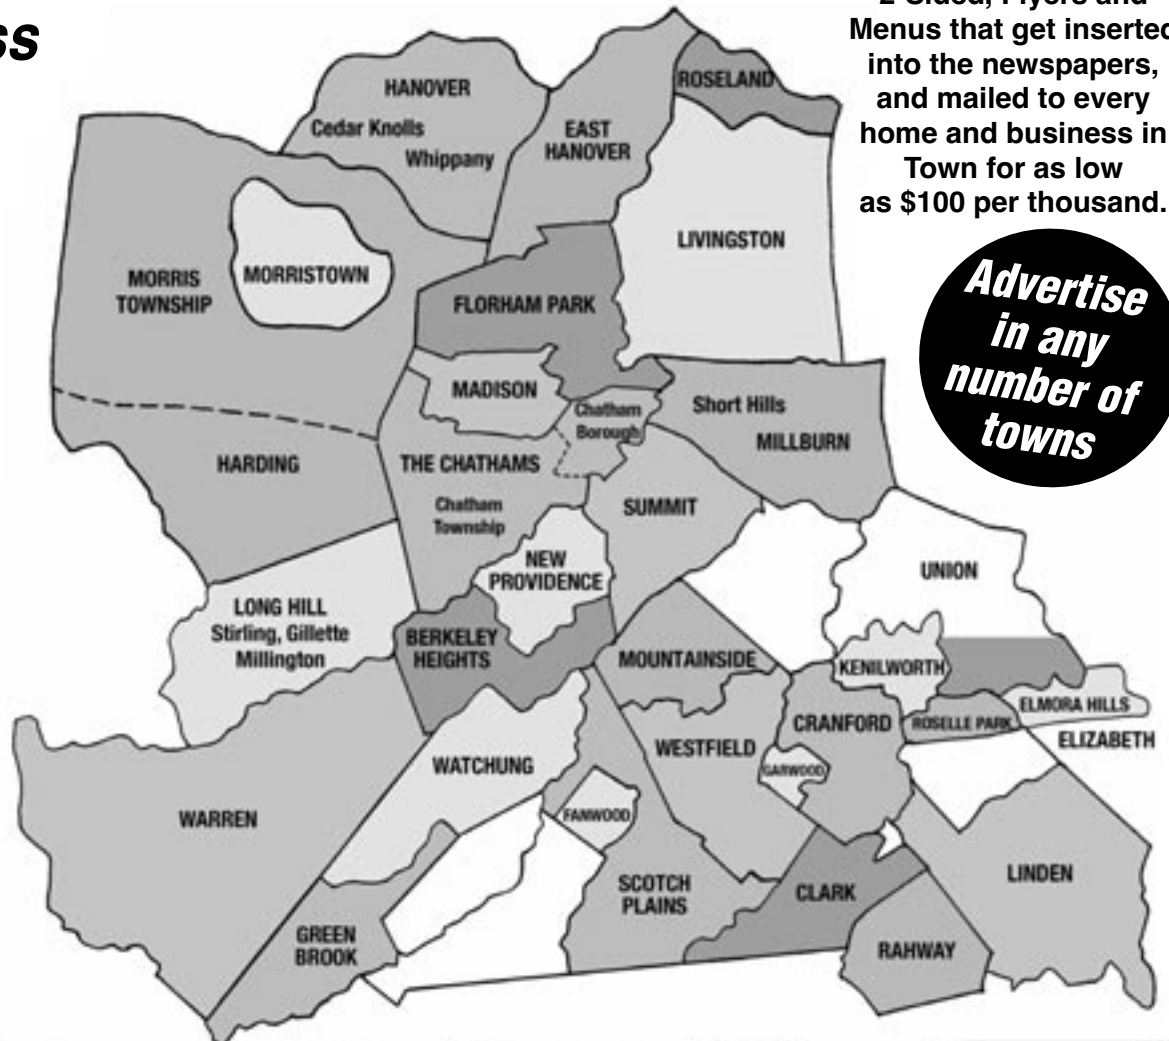 2-Sided, Flyers and
Menus that get inserted
into the newspapers,
and mailed to every
home and business in
Town for as low
as $100 per thousand.
Advertise
in any
number of
towns
HANOVER
Cedar Knolls
Whippany
EAST
HANOVER
ROSELAND
LIVINGSTON
MORRIS
TOWNSHIP
MORRISTOWN
FLORHAM PARK
MADISON
Chatham
Borough
Short Hills
MILLBURN
HARDING
THE CHATHAMS
Chatham
Township
SUMMIT
NEW
PROVIDENCE
UNION
LONG HILL
Stirling, Gillette
Millington
BERKELEY
HEIGHTS
MOUNTAINSIDE
KENILWORTH
ELMORA HILLS
ROSELLE PARK
CRANFORD
ELIZABETH
WESTFIELD
WATCHUNG
GARWOOD
WARREN
FANWOOD
LINDEN
SCOTCH
PLAINS
CLARK
GREEN
BROOK
RAHWAY